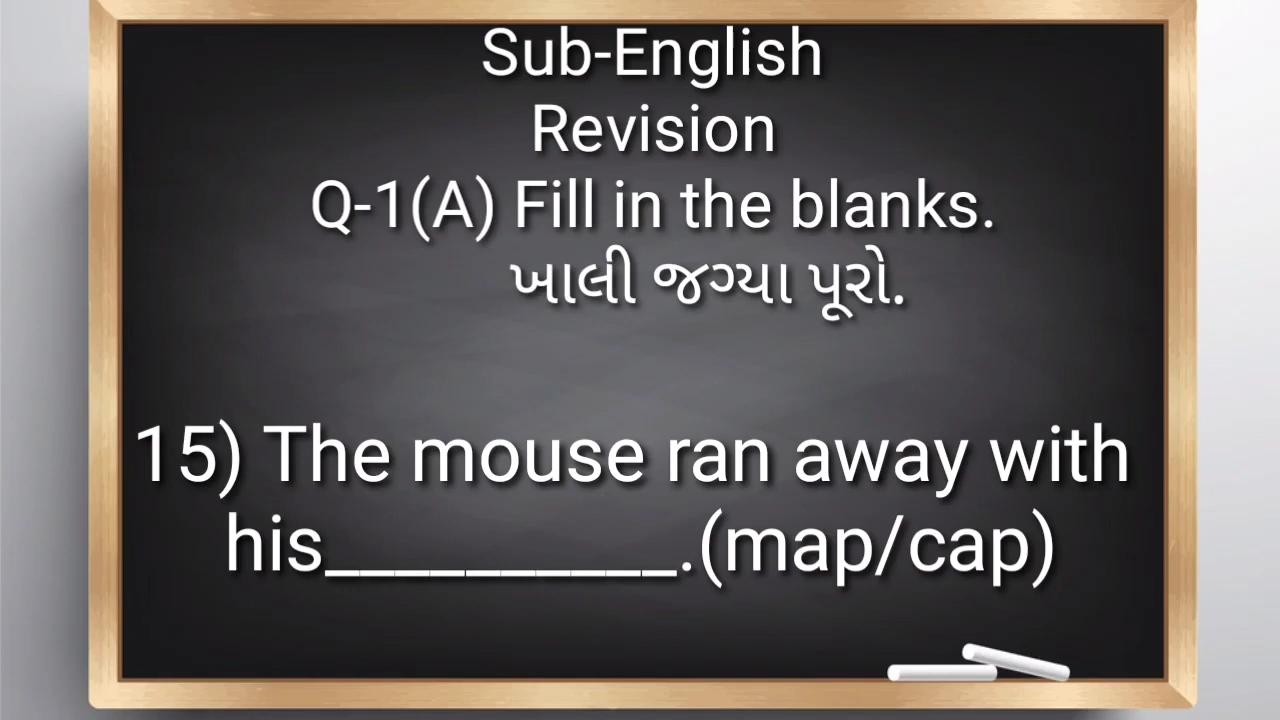 Sub-English
Revision
Q-1(A) Fill in the blanks.
ખાલી જગ્યા પૂરો.
15) The mouse ran away with
his__________.(map/cap)